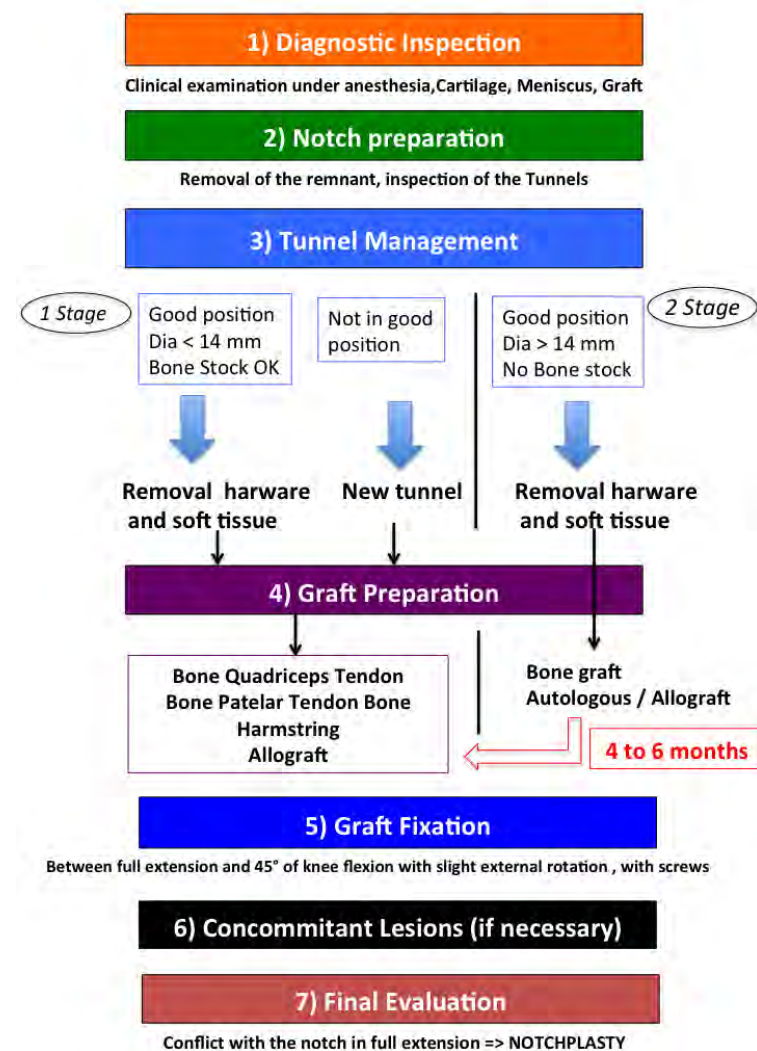 1) Diagnostic Inspection
Clinical examination under anesthesia,Cartilage, Meniscus, Graft
2) Notch preparation
Removal of the remnant, inspection of the Tunnels
3) Tunnel Management
1 Stage
Good position
Dia < 14 mm
Bone Stock OK
Not in good
position
Good position
Dia > 14 mm
No Bone stock
2 Stage
Removal harware
and soft tissue
New tunnel
Removal harware
and soft tissue
4) Graft Preparation
Bone Quadriceps Tendon
Bone Patelar Tendon Bone
Harmstring
Allograft
Bone graft
Autologous / Allograft
4 to 6 months
5) Graft Fixation
Between full extension and 45° of knee flexion with slight external rotation , with screws
6) Concommitant Lesions (if necessary)
7) Final Evaluation
Conflict with the notch in full extension => NOTCHPLASTY